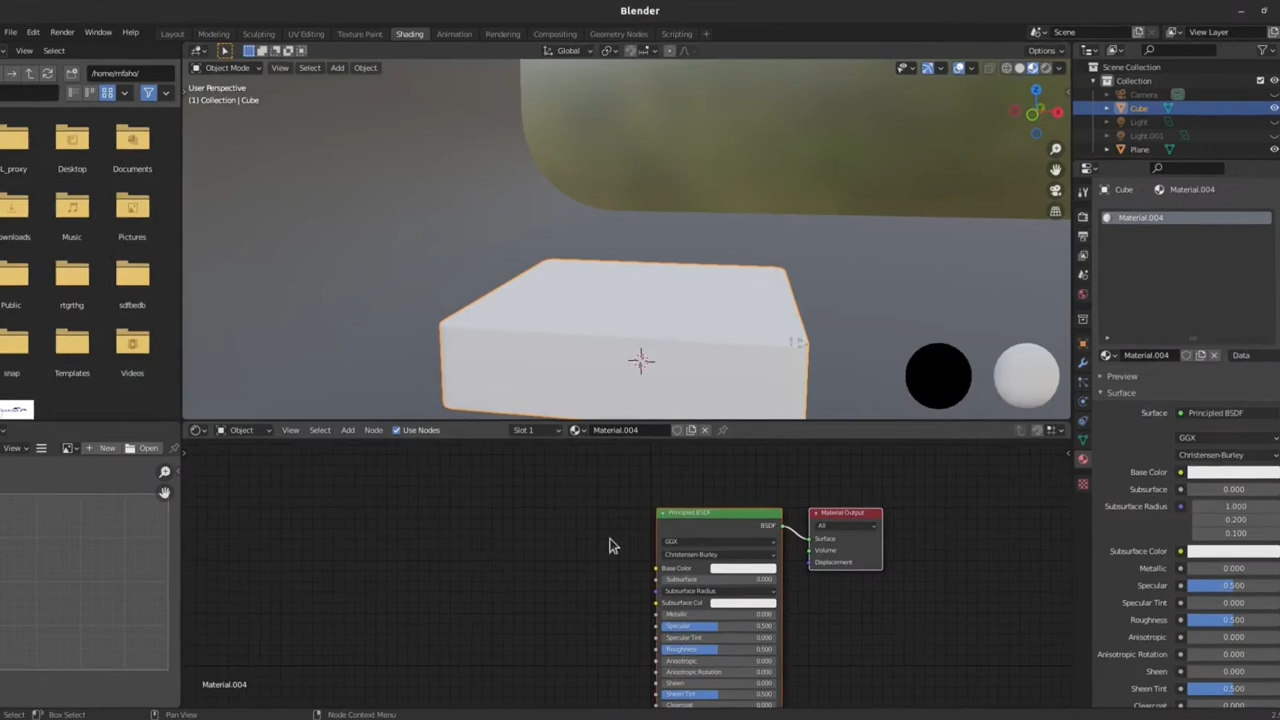 Blender
File Edit Render Window Help Layout Modeling Sculpting UV Editing Texture Paint Shading Animation Rendering Compositing Geometry Nodes Scripting + Scene View Layer
View Select Global Options
/home/mfaho/ Object Mode View Select Add Object Scene Collection
User Perspective Collection
(1) Collection | Cube Camera
Cube
Light
Light.001
Plane
L_proxy Desktop Documents
Cube Material.004
Material.004
ownloads Music Pictures
Public rtgrthg sdfbedb
snap Templates Videos
Material.004 Data
Preview
Surface
Surface Principled BSDF
GGX
Christensen-Burley
Base Color
Subsurface 0.000
Subsurface Radius 1.000
0.200
0.100
Subsurface Color
Metallic 0.000
Specular 0.500
Specular Tint 0.000
Roughness 0.500
Anisotropic 0.000
Anisotropic Rotation 0.000
Sheen 0.000
Sheen Tint 0.500
Clearcoat 0.000
View New Open Object View Select Add Node Use Nodes Slot 1 Material.004
Principled BSDF
BSDF
GGX
Christensen-Burley
Base Color
Subsurface 0.000
Subsurface Radius
Subsurface Col
Metallic 0.000
Specular 0.500
Specular Tint 0.000
Roughness 0.500
Anisotropic 0.000
Anisotropic Rotation 0.000
Sheen 0.000
Sheen Tint 0.500
Clearcoat 0.000
Material Output
All
Surface
Volume
Displacement
Material.004
Select Box Select Pan View Node Context Menu